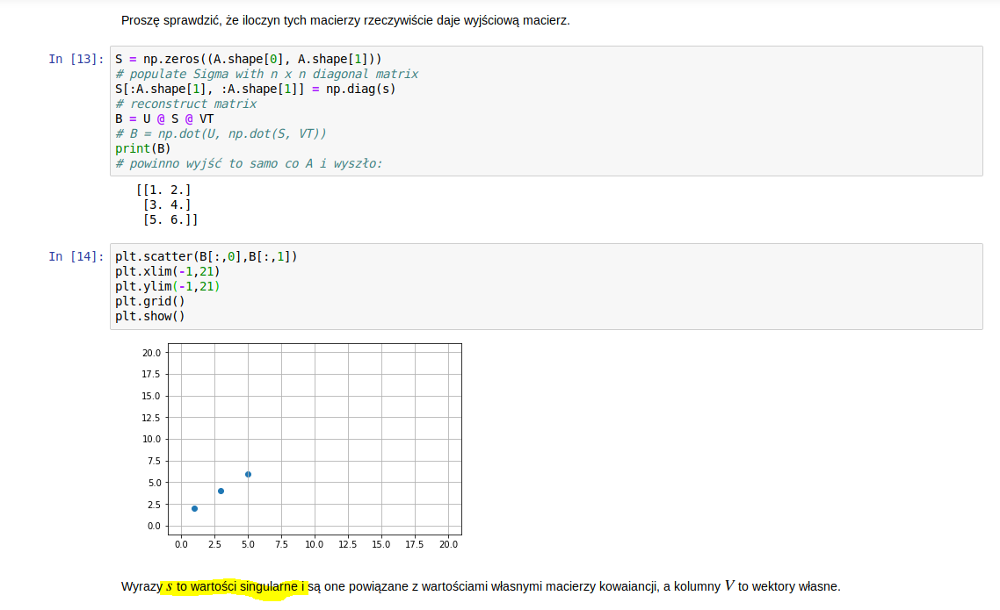 Proszę sprawdzić, że iloczyn tych macierzy rzeczywiście daje wyjściową macierz.
In [13]: S = np.zeros((A.shape[0], A.shape[1]))
# populate Sigma with n x n diagonal matrix
S[:A.shape[1], :A.shape[1]] = np.diag(s)
# reconstruct matrix
B = U @ S @ VT
# B = np.dot(U, np.dot(S, VT))
print(B)
# powinno wyjść to samo co A i wyszło:
[[1. 2.]
[3. 4.]
[5. 6.]]
In [14]: plt.scatter(B[:,0],B[:,1])
plt.xlim(-1,21)
plt.ylim(-1,21)
plt.grid()
plt.show()
20.0
17.5
15.0
12.5
10.0
7.5
5.0
2.5
0.0
0.0 2.5 5.0 7.5 10.0 12.5 15.0 17.5 20.0
Wyrazy s to wartości singularne i są one powiązane z wartościami własnymi macierzy kowaiancji, a kolumny V to wektory własne.